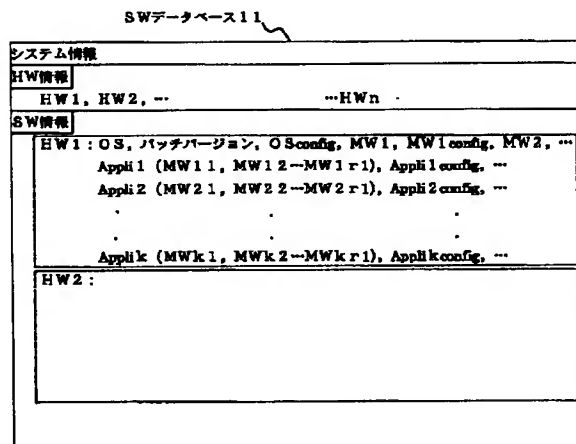 SWデータベース11
システム情報
HW情報
HW1, HW2, … …HWn
SW情報
HW1:OS, パッチバージョン, OSconfig, MW1, MW1config, MW2, …
Appli1 (MW11, MW12…MW1r1), Appli1config, …
Appli2 (MW21, MW22…MW2r1), Appli2config, …
. . .
. . .
Applik (MWk1, MWk2…MWkr1), Applikconfig, …
HW2: